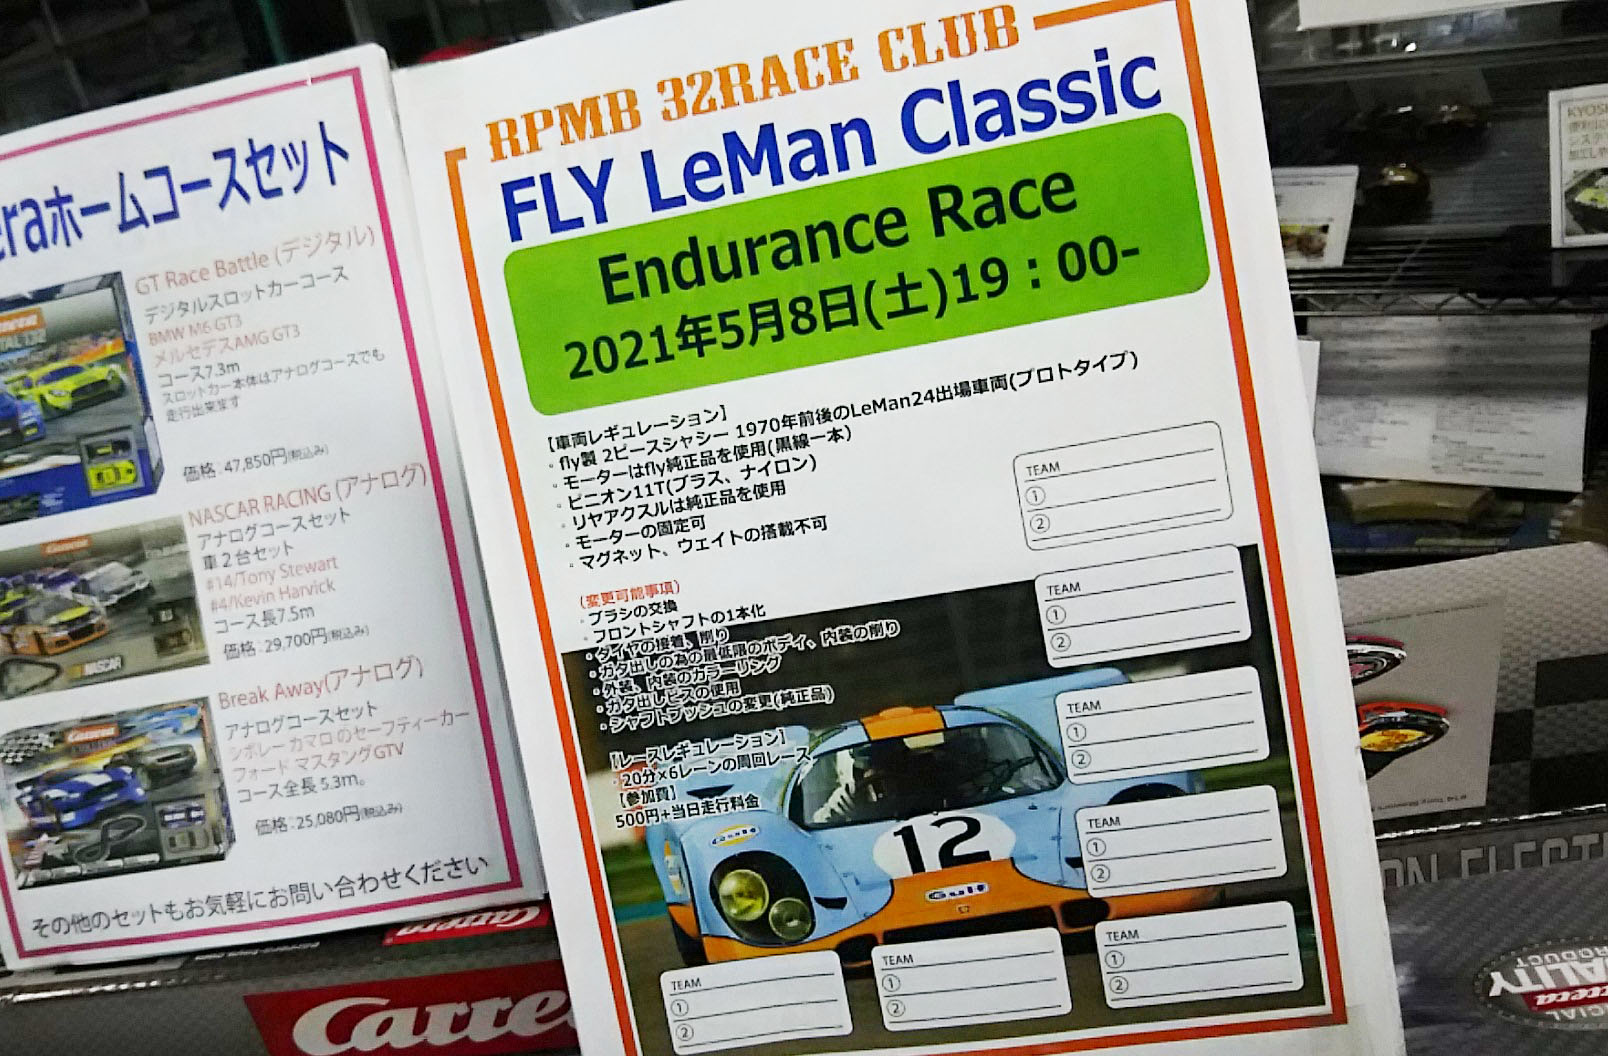 eraホームコースセット
GT Race Battle (デジタル)
デジタルスロットカーコース
BMW M6 GT3
メルセデスAMG GT3
コース7.3m
スロットカー本体はアナログコースでも
走行出来ます
価格：47,850円(税込み)
NASCAR RACING (アナログ)
アナログコースセット
車２台セット
#14/Tony Stewart
#4/Kevin Harvick
コース長7.5m
価格：29,700円(税込み)
Break Away(アナログ)
アナログコースセット
シボレー カマロ のセーフティーカー
フォード マスタングGTV
コース全長 5.3m。
価格：25,080円(税込み)
その他のセットもお気軽にお問い合わせください
RPMB 32RACE CLUB
FLY LeMan Classic
Endurance Race
2021年5月8日(土)19：00-
【車両レギュレーション】
・fly製 2ピースシャシー 1970年前後のLeMan24出場車両(プロトタイプ)
・モーターはfly純正品を使用(黒線一本)
・ピニオン11T(ブラス、ナイロン)
・リヤアクスルは純正品を使用
・モーターの固定可
・マグネット、ウェイトの搭載不可
(変更可能事項)
・ブラシの交換
・フロントシャフトの1本化
・タイヤの接着、削り
・ガタ出しの為の最低限のボディ、内装の削り
・外装、内装のカラーリング
・ガタ出しビスの使用
・シャフトブッシュの変更(純正品)
【レースレギュレーション】
・20分×6レーンの周回レース
【参加費】
500円+当日走行料金
TEAM
①
②
TEAM
①
②
TEAM
①
②
TEAM
①
②
TEAM
①
②
TEAM
①
②
TEAM
①
②
12
Gulf
Carrera
NASCAR
Carrera
Carre
KYOSH